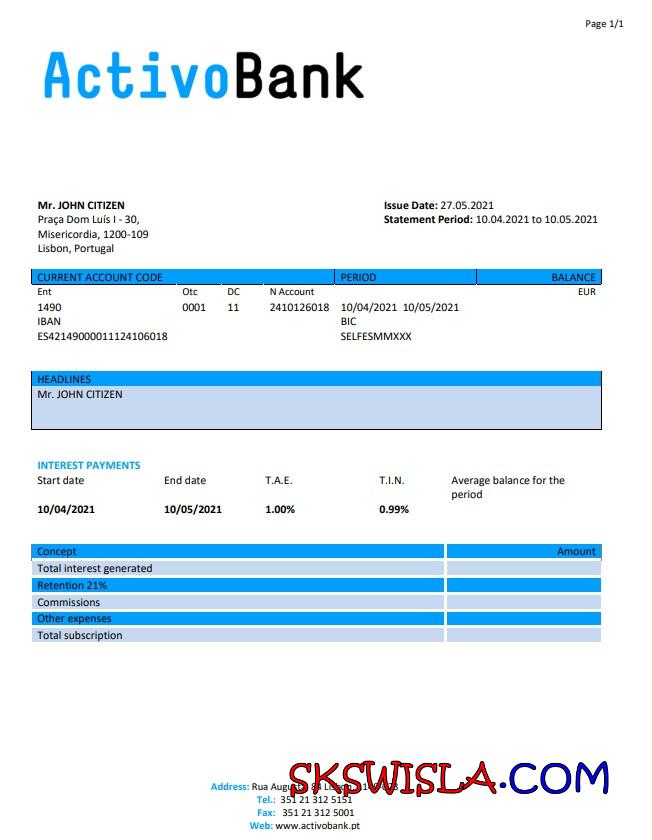 Page 1/1
ActivoBank
Mr. JOHN CITIZEN
Praça Dom Luís I - 30,
Misericordia, 1200-109
Lisbon, Portugal
Issue Date: 27.05.2021
Statement Period: 10.04.2021 to 10.05.2021
CURRENT ACCOUNT CODE PERIOD BALANCE
Ent Otc DC N Account EUR
1490 0001 11 2410126018 10/04/2021 10/05/2021
IBAN BIC
ES42149000011124106018 SELFESMMXXX
HEADLINES
Mr. JOHN CITIZEN
INTEREST PAYMENTS
Start date End date T.A.E. T.I.N. Average balance for the
period
10/04/2021 10/05/2021 1.00% 0.99%
Concept Amount
Total interest generated
Retention 21%
Commissions
Other expenses
Total subscription
SKSWISLA.COM
Address: Rua Augusta, 84 Lisbon,
Tel.: 351 21 312 5151
Fax: 351 21 312 5001
Web: www.activobank.pt